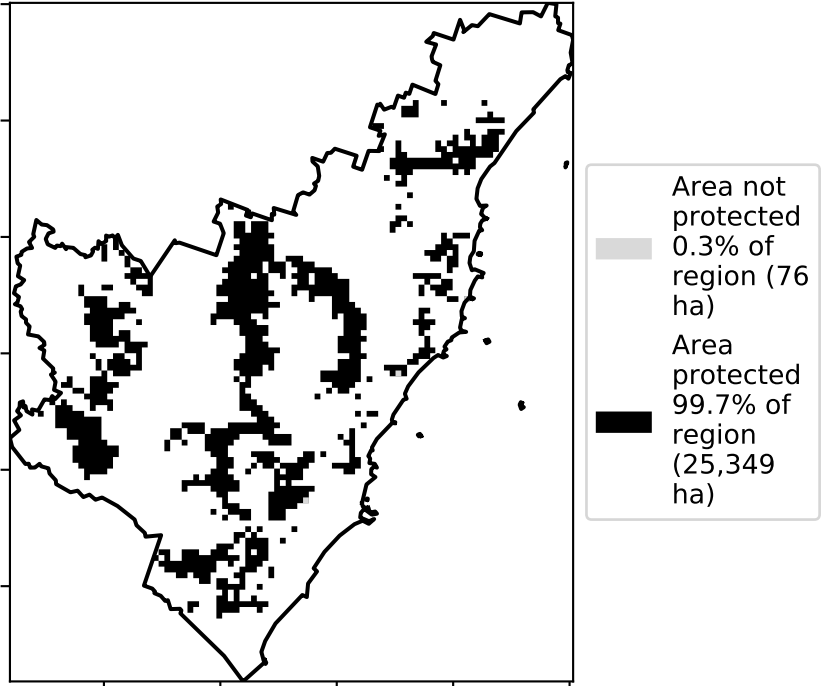 Area not
protected
0.3% of
region (76
ha)
Area
protected
99.7% of
region
(25,349
ha)